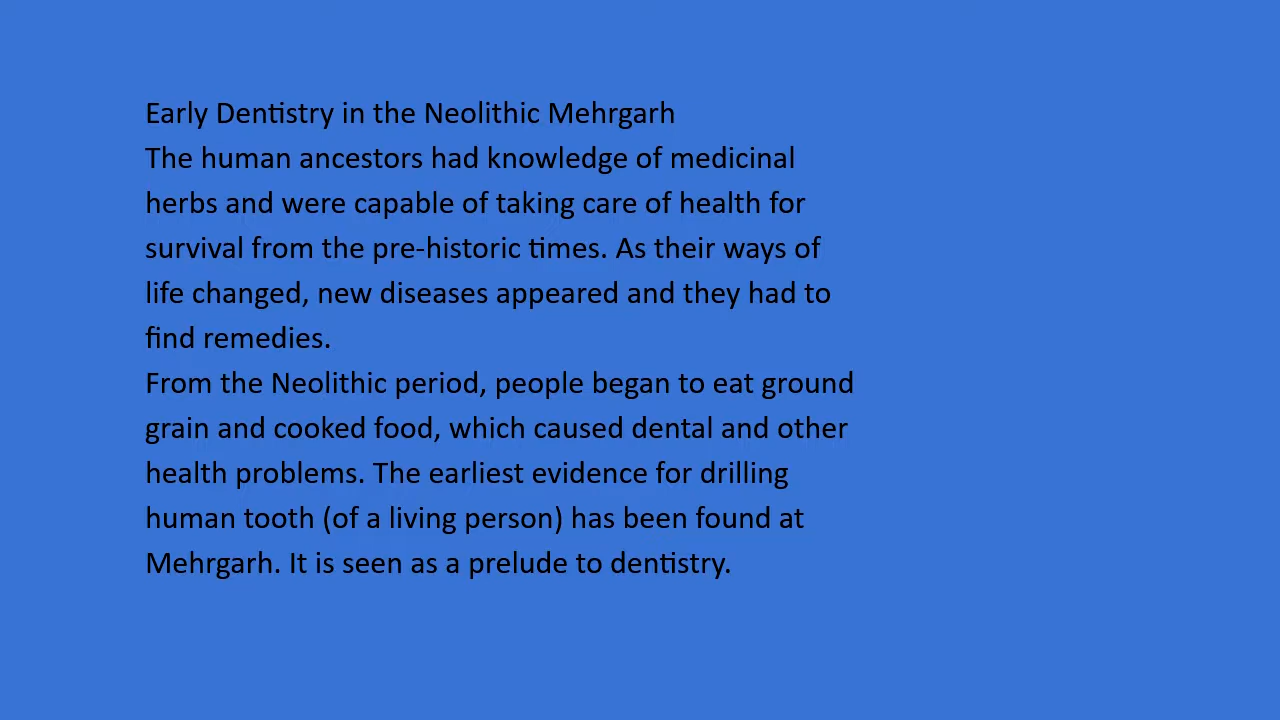 Early Dentistry in the Neolithic Mehrgarh
The human ancestors had knowledge of medicinal
herbs and were capable of taking care of health for
survival from the pre-historic times. As their ways of
life changed, new diseases appeared and they had to
find remedies.
From the Neolithic period, people began to eat ground
grain and cooked food, which caused dental and other
health problems. The earliest evidence for drilling
human tooth (of a living person) has been found at
Mehrgarh. It is seen as a prelude to dentistry.